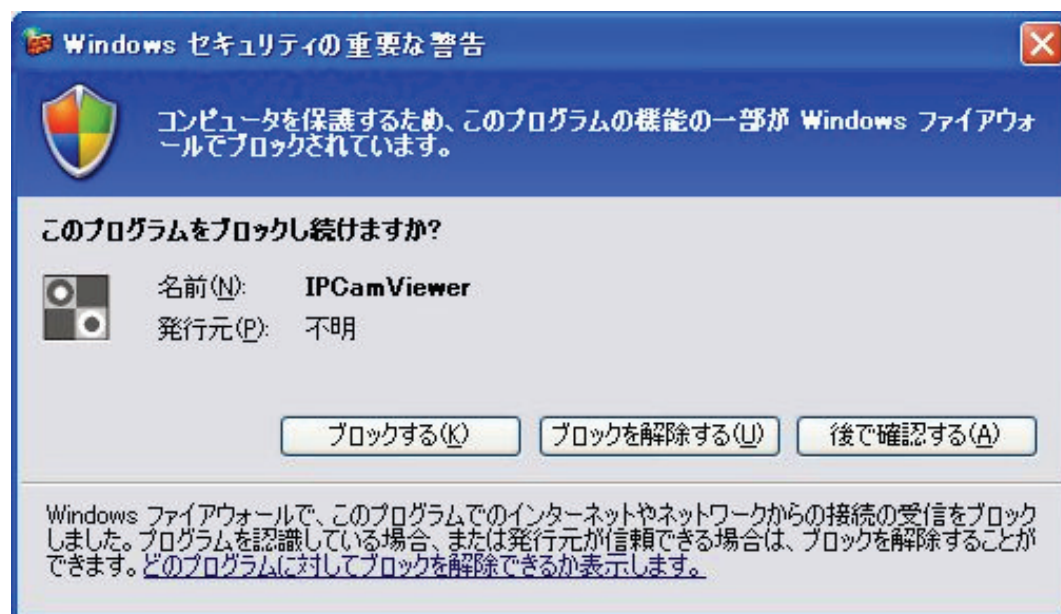 Windows セキュリティの重要な警告
コンピュータを保護するため、このプログラムの機能の一部が Windows ファイアウォ
ールでブロックされています。
このプログラムをブロックし続けますか?
名前(N): IPCamViewer
発行元(P): 不明
ブロックする(K) ブロックを解除する(U) 後で確認する(A)
Windows ファイアウォールで、このプログラムでのインターネットやネットワークからの接続の受信をブロック
しました。プログラムを認識している場合、または発行元が信頼できる場合は、ブロックを解除することが
できます。どのプログラムに対してブロックを解除できるか表示します。